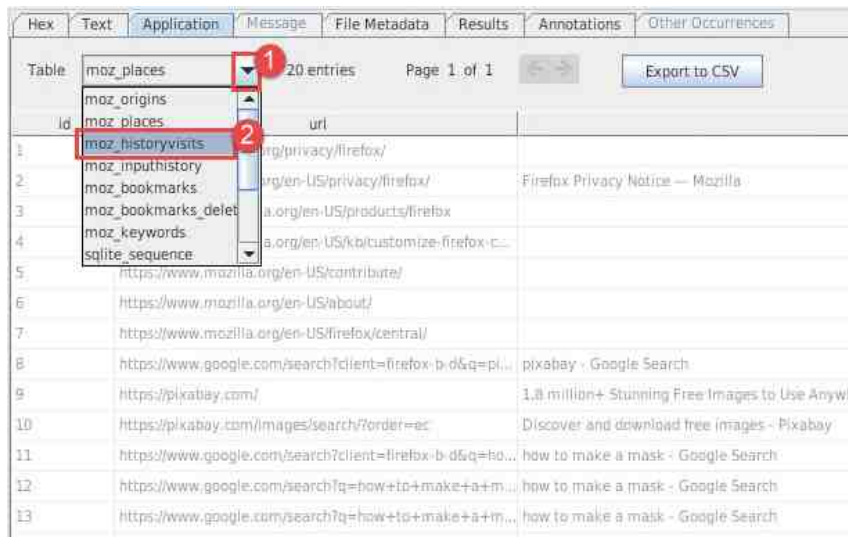 Hex Text Application Message File Metadata Results Annotations Other Occurrences
Table moz_places 1 20 entries Page 1 of 1 Export to CSV
moz_origins
id moz_places url
moz_historyvisits 2
1 org/privacy/firefox/
moz_inputhistory
2 org/en-US/privacy/firefox/ Firefox Privacy Notice — Mozilla
moz_bookmarks
3 moz_bookmarks_delet a.org/en-US/products/firefox
moz_keywords
4 a.org/en-US/kb/customize-firefox-c...
sqlite_sequence
5 https://www.mozilla.org/en-US/contribute/
6 https://www.mozilla.org/en-US/about/
7 https://www.mozilla.org/en-US/firefox/central/
8 https://www.google.com/search?client=firefox-b-d&q=pi... pixabay - Google Search
9 https://pixabay.com/ 1.8 million+ Stunning Free Images to Use Anyw
10 https://pixabay.com/images/search/?order=ec Discover and download free images - Pixabay
11 https://www.google.com/search?client=firefox-b-d&q=ho... how to make a mask - Google Search
12 https://www.google.com/search?q=how+to+make+a+m... how to make a mask - Google Search
13 https://www.google.com/search?q=how+to+make+a+m... how to make a mask - Google Search